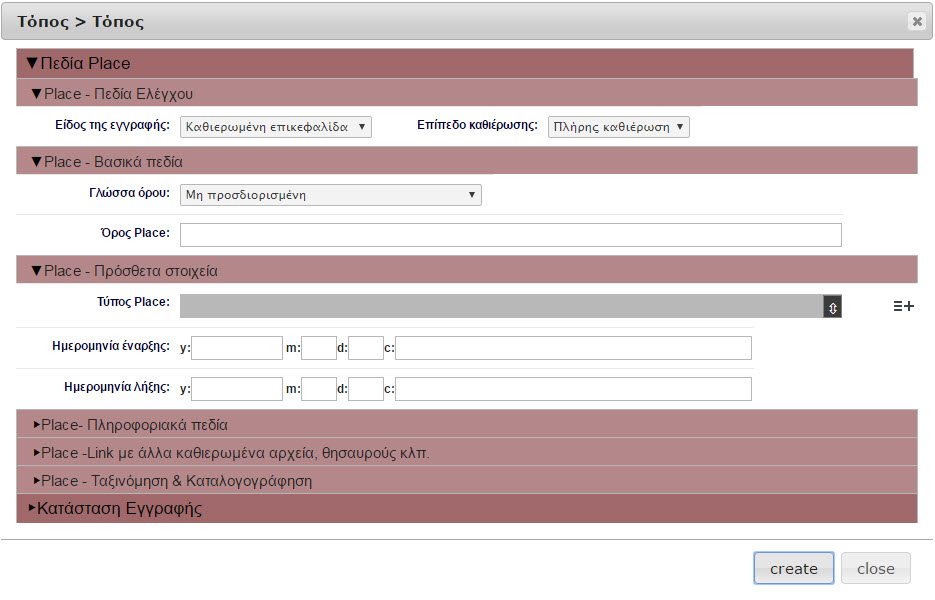 Τόπος > Τόπος
▼Πεδία Place
▼Place - Πεδία Ελέγχου
Είδος της εγγραφής: Καθιερωμένη επικεφαλίδα Επίπεδο καθιέρωσης: Πλήρης καθιέρωση
▼Place - Βασικά πεδία
Γλώσσα όρου: Μη προσδιορισμένη
Όρος Place:
▼Place - Πρόσθετα στοιχεία
Τύπος Place:
Ημερομηνία έναρξης: y: m: d: c:
Ημερομηνία λήξης: y: m: d: c:
▸Place- Πληροφοριακά πεδία
▸Place -Link με άλλα καθιερωμένα αρχεία, θησαυρούς κλπ.
▸Place - Ταξινόμηση & Καταλογογράφηση
▸Κατάσταση Εγγραφής
create close